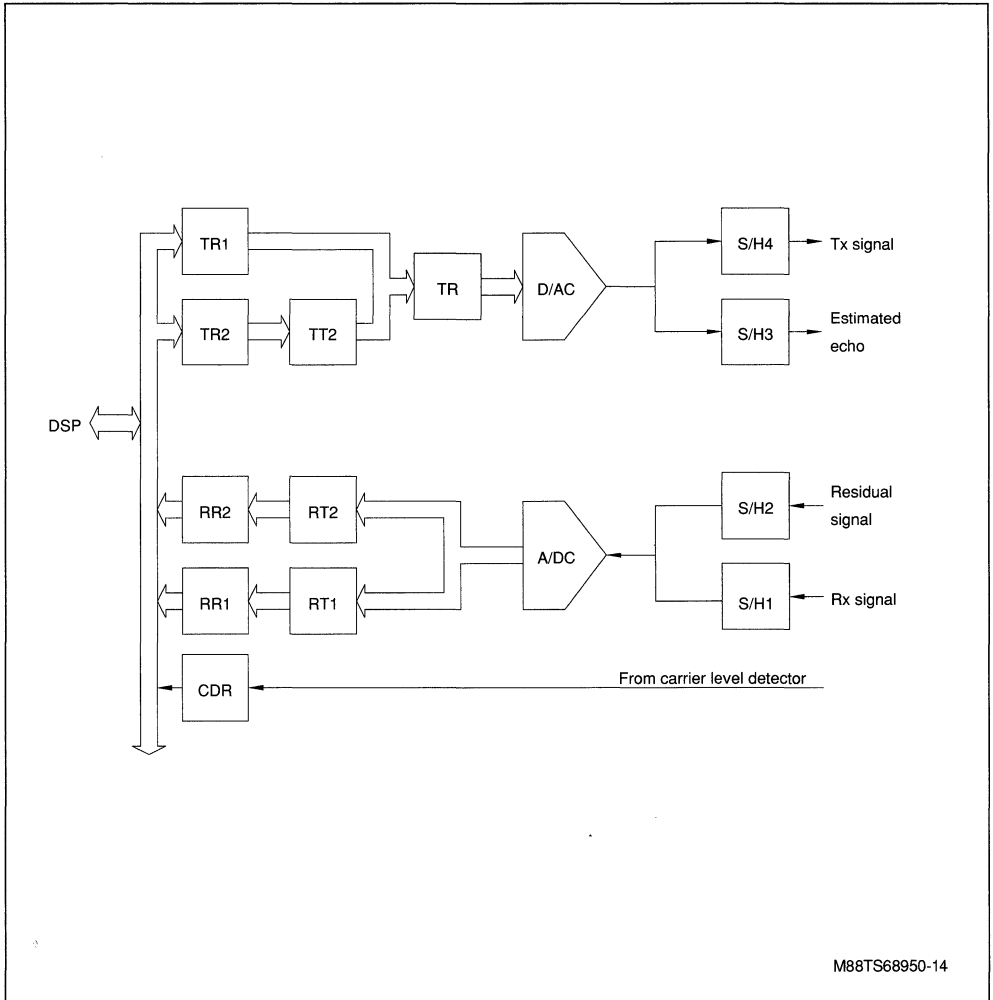 TR1
S/H4
Tx signal
TR
D/AC
TR2
TT2
S/H3
Estimated
echo
DSP
RR2
RT2
S/H2
Residual
signal
A/DC
RR1
RT1
S/H1
Rx signal
CDR
From carrier level detector
M88TS68950-14